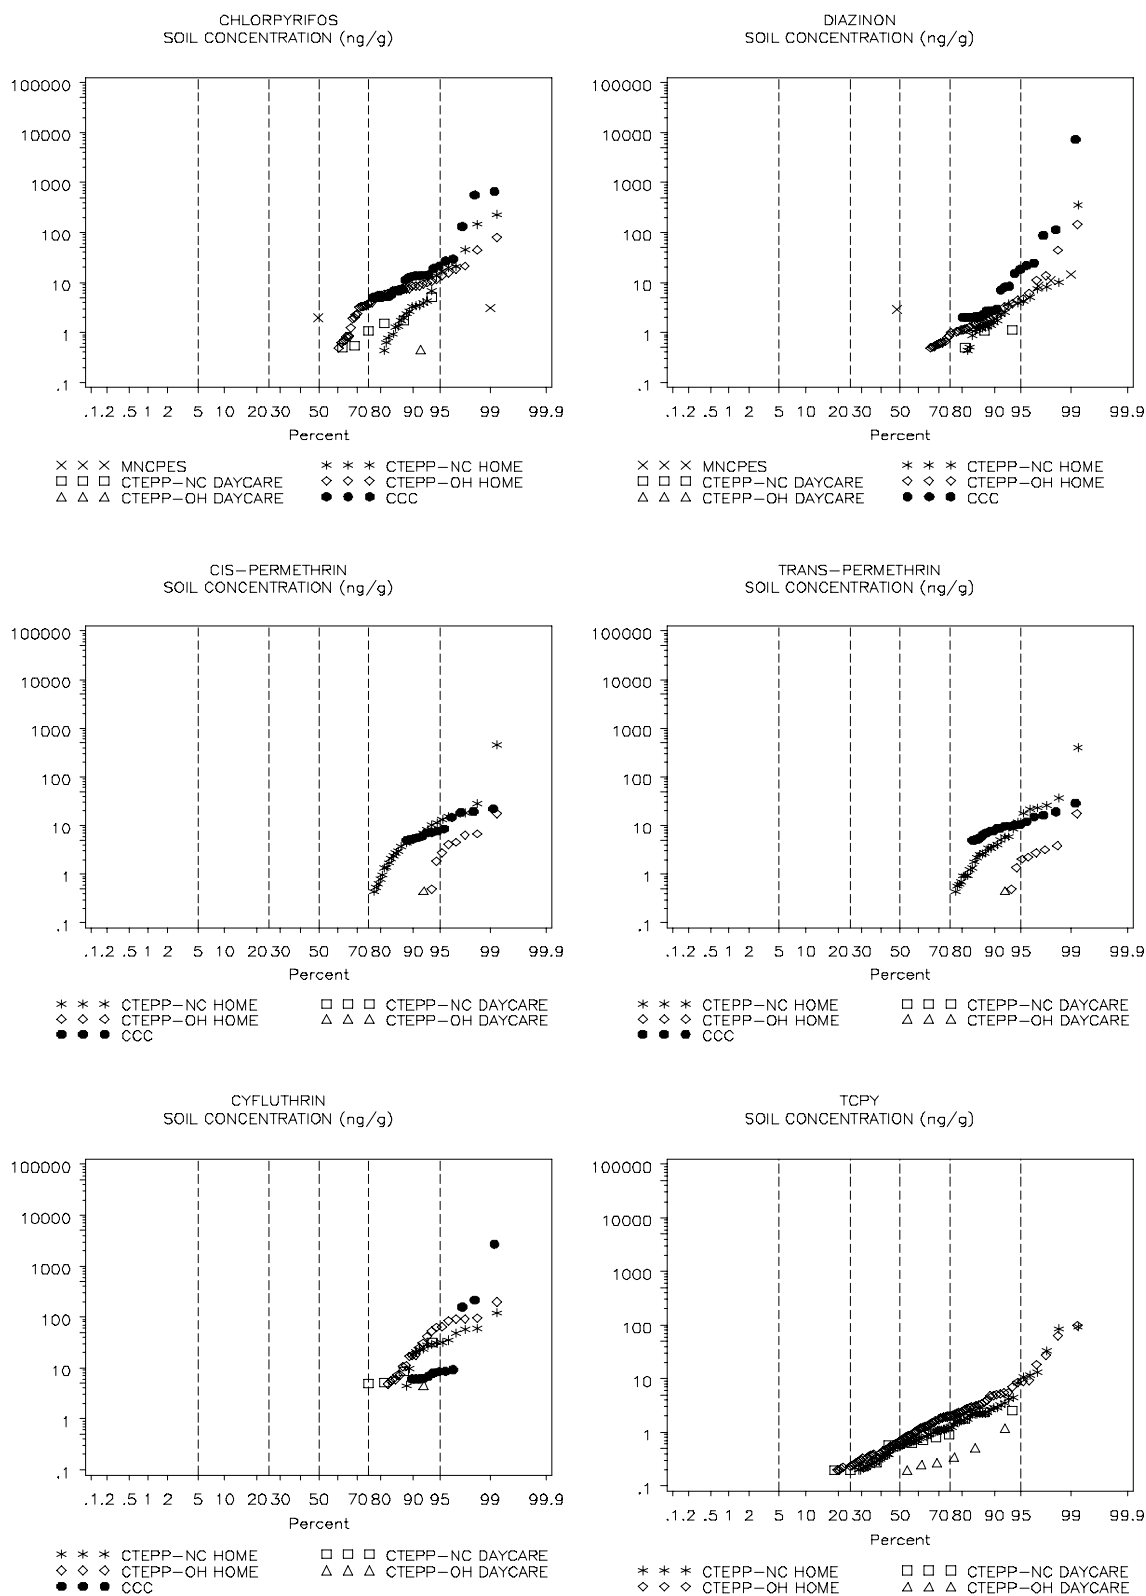 CHLORPYRIFOS
SOIL CONCENTRATION (ng/g)
100000
10000
1000
100
10
1
.1
.1 .2 .5 1 2 5 10 20 30 50 70 80 90 95 99 99.9
Percent
× × × MNCPES
✳ ✳ ✳ CTEPP-NC HOME
□ □ □ CTEPP-NC DAYCARE
◇ ◇ ◇ CTEPP-OH HOME
△ △ △ CTEPP-OH DAYCARE
● ● ● CCC
DIAZINON
SOIL CONCENTRATION (ng/g)
100000
10000
1000
100
10
1
.1
.1 .2 .5 1 2 5 10 20 30 50 70 80 90 95 99 99.9
Percent
× × × MNCPES
✳ ✳ ✳ CTEPP-NC HOME
□ □ □ CTEPP-NC DAYCARE
◇ ◇ ◇ CTEPP-OH HOME
△ △ △ CTEPP-OH DAYCARE
● ● ● CCC
CIS-PERMETHRIN
SOIL CONCENTRATION (ng/g)
100000
10000
1000
100
10
1
.1
.1 .2 .5 1 2 5 10 20 30 50 70 80 90 95 99 99.9
Percent
✳ ✳ ✳ CTEPP-NC HOME
□ □ □ CTEPP-NC DAYCARE
◇ ◇ ◇ CTEPP-OH HOME
△ △ △ CTEPP-OH DAYCARE
● ● ● CCC
TRANS-PERMETHRIN
SOIL CONCENTRATION (ng/g)
100000
10000
1000
100
10
1
.1
.1 .2 .5 1 2 5 10 20 30 50 70 80 90 95 99 99.9
Percent
✳ ✳ ✳ CTEPP-NC HOME
□ □ □ CTEPP-NC DAYCARE
◇ ◇ ◇ CTEPP-OH HOME
△ △ △ CTEPP-OH DAYCARE
● ● ● CCC
CYFLUTHRIN
SOIL CONCENTRATION (ng/g)
100000
10000
1000
100
10
1
.1
.1 .2 .5 1 2 5 10 20 30 50 70 80 90 95 99 99.9
Percent
✳ ✳ ✳ CTEPP-NC HOME
□ □ □ CTEPP-NC DAYCARE
◇ ◇ ◇ CTEPP-OH HOME
△ △ △ CTEPP-OH DAYCARE
● ● ● CCC
TCPY
SOIL CONCENTRATION (ng/g)
100000
10000
1000
100
10
1
.1
.1 .2 .5 1 2 5 10 20 30 50 70 80 90 95 99 99.9
Percent
✳ ✳ ✳ CTEPP-NC HOME
□ □ □ CTEPP-NC DAYCARE
◇ ◇ ◇ CTEPP-OH HOME
△ △ △ CTEPP-OH DAYCARE